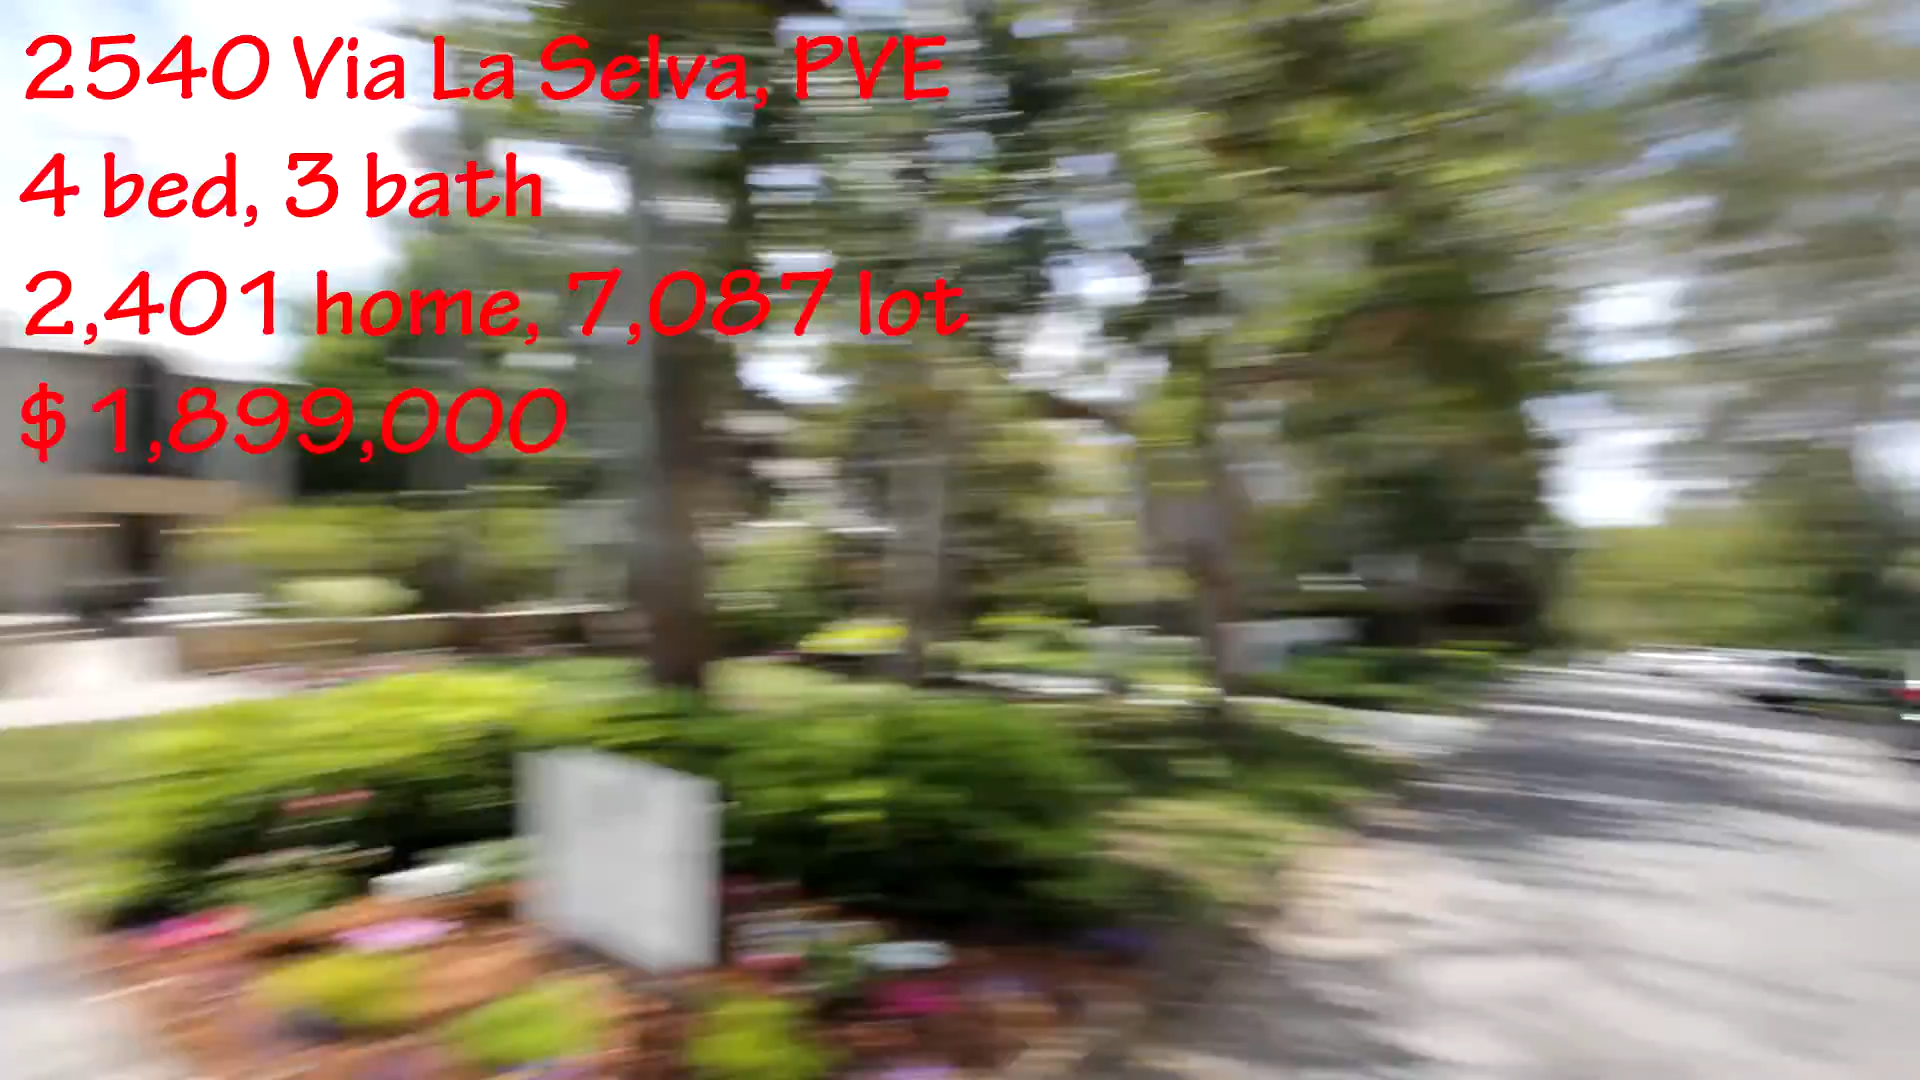 2540 Via La Selva, PVE
4 bed, 3 bath
2,401 home, 7,087 lot
$ 1,899,000